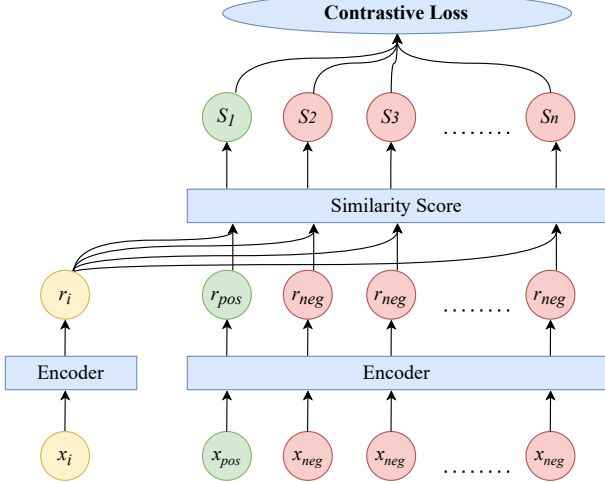 Contrastive Loss
S1 S2 S3 ........ Sn
Similarity Score
ri rpos rneg rneg ........ rneg
Encoder Encoder
xi xpos xneg xneg ........ xneg